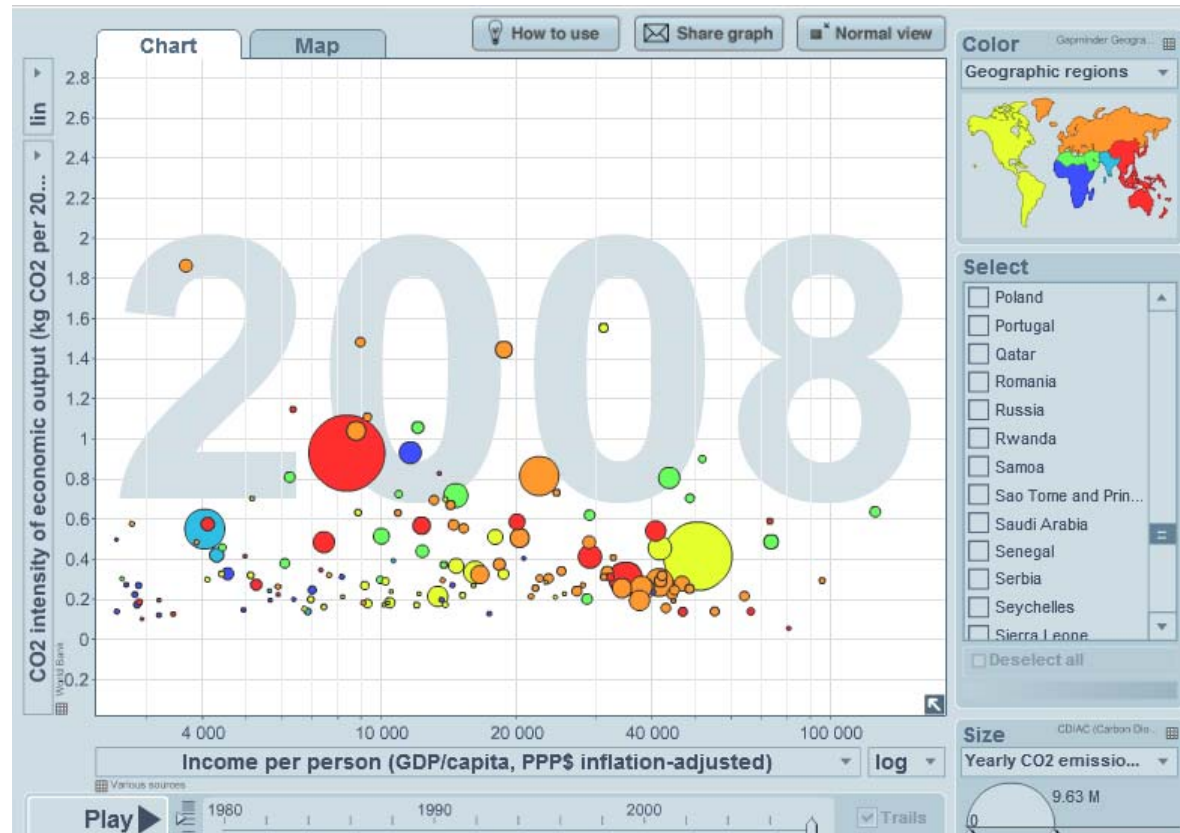 Chart
Map
How to use
Share graph
Normal view
lin
CO2 intensity of economic output (kg CO2 per 20...
World Bank
2008
2.8
2.6
2.4
2.2
2
1.8
1.6
1.4
1.2
1
0.8
0.6
0.4
0.2
0
0.2
4 000
10 000
20 000
40 000
100 000
Income per person (GDP/capita, PPP$ inflation-adjusted)
log
Various sources
Play
1980
1990
2000
Trails
Color
Gapminder Geogra...
Geographic regions
Select
Poland
Portugal
Qatar
Romania
Russia
Rwanda
Samoa
Sao Tome and Prin...
Saudi Arabia
Senegal
Serbia
Seychelles
Sierra Leone
Deselect all
Size
CDIAC (Carbon Dio...
Yearly CO2 emissio...
9.63 M
0